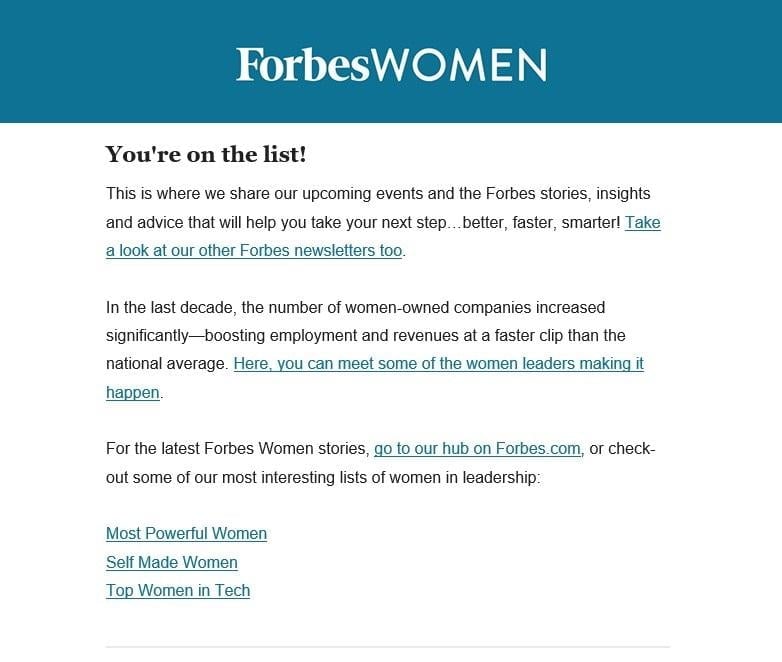 ForbesWOMEN
You're on the list!
This is where we share our upcoming events and the Forbes stories, insights
and advice that will help you take your next step…better, faster, smarter! Take
a look at our other Forbes newsletters too.
In the last decade, the number of women-owned companies increased
significantly—boosting employment and revenues at a faster clip than the
national average. Here, you can meet some of the women leaders making it
happen.
For the latest Forbes Women stories, go to our hub on Forbes.com, or check-
out some of our most interesting lists of women in leadership:
Most Powerful Women
Self Made Women
Top Women in Tech